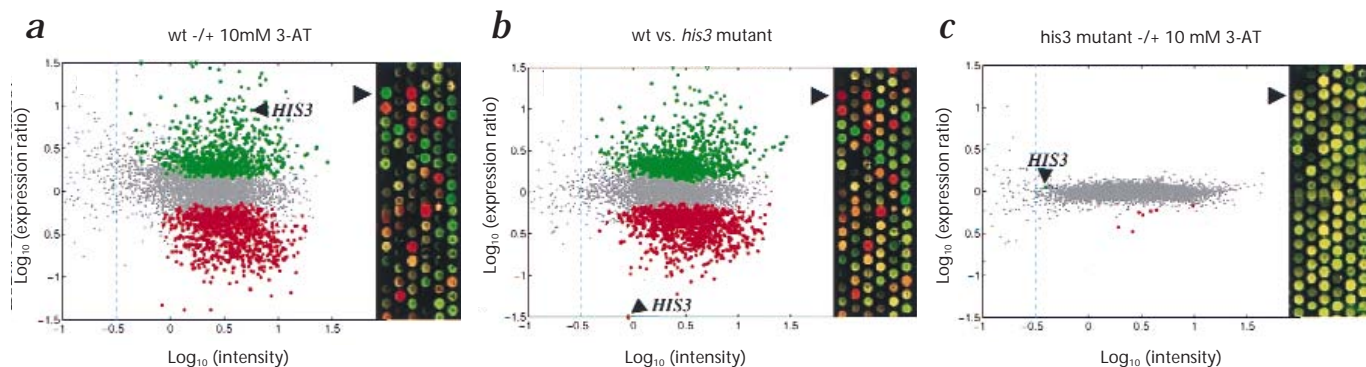 a
wt -/+ 10mM 3-AT
Log₁₀ (expression ratio)
1.5
1
0.5
0
−0.5
−1
−1.5
HIS3
−1 −0.5 0 0.5 1 1.5
Log₁₀ (intensity)
b
wt vs. his3 mutant
Log₁₀ (expression ratio)
1.5
1
0.5
0
−0.5
−1
−1.5
HIS3
−1 −0.5 0 0.5 1 1.5
Log₁₀ (intensity)
c
his3 mutant -/+ 10 mM 3-AT
Log₁₀ (expression ratio)
1.5
1
0.5
0
0.5
−1
−1.5
HIS3
−1 −0.5 0 0.5 1 1.5
Log₁₀ (intensity)